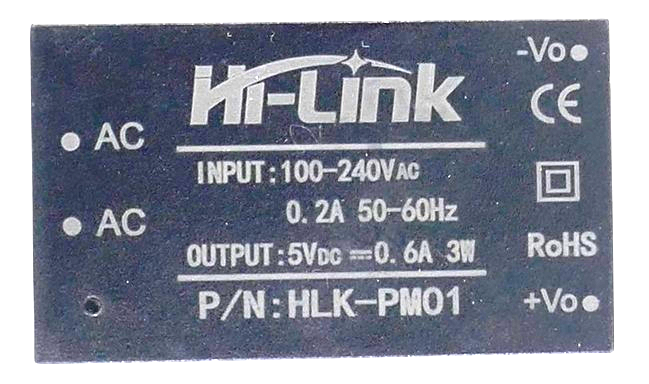 Hi-Link
INPUT:100-240VAC
0.2A 50-60Hz
OUTPUT:5VDC ⎓0.6A 3W
P/N:HLK-PM01
AC
AC
-Vo
CE
RoHS
+Vo